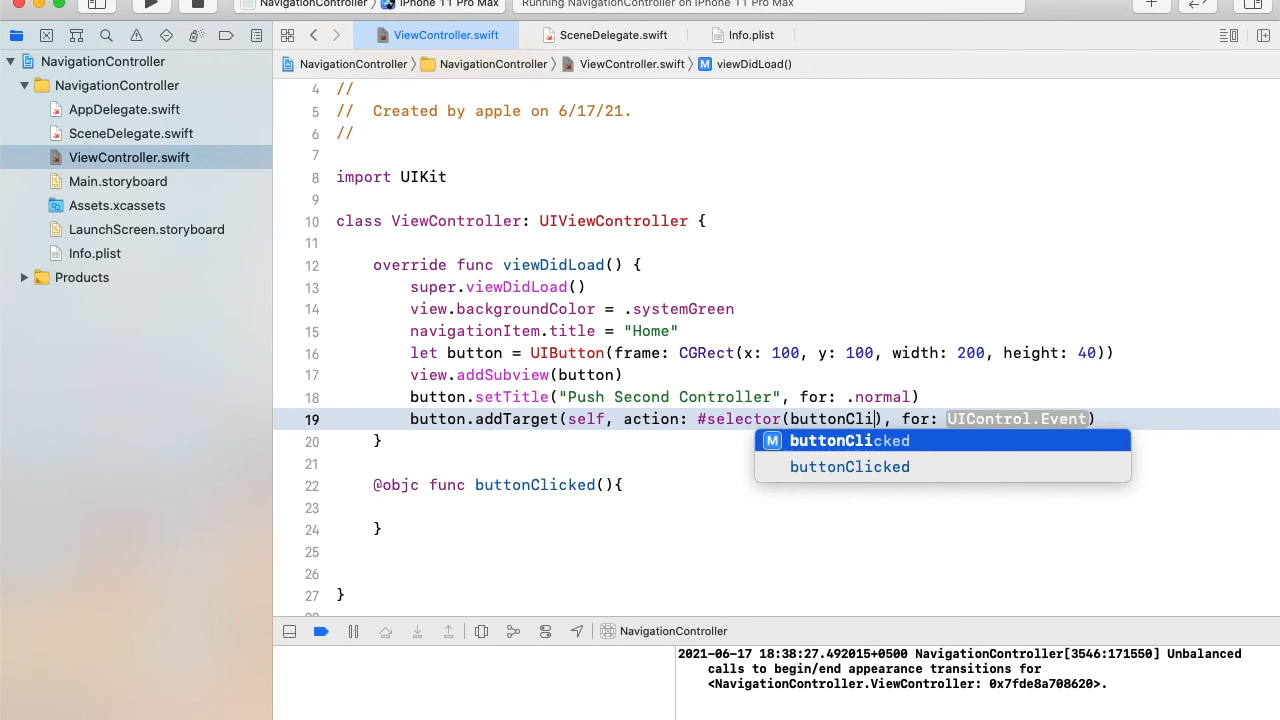 NavigationController
iPhone 11 Pro Max
Running NavigationController on iPhone 11 Pro Max
ViewController.swift
SceneDelegate.swift
Info.plist
NavigationController
NavigationController
AppDelegate.swift
SceneDelegate.swift
ViewController.swift
Main.storyboard
Assets.xcassets
LaunchScreen.storyboard
Info.plist
Products
NavigationController
NavigationController
ViewController.swift
M viewDidLoad()
4 //
5 //  Created by apple on 6/17/21.
6 //
7
8 import UIKit
9
10 class ViewController: UIViewController {
11
12     override func viewDidLoad() {
13         super.viewDidLoad()
14         view.backgroundColor = .systemGreen
15         navigationItem.title = "Home"
16         let button = UIButton(frame: CGRect(x: 100, y: 100, width: 200, height: 40))
17         view.addSubview(button)
18         button.setTitle("Push Second Controller", for: .normal)
19         button.addTarget(self, action: #selector(buttonCli), for: UIControl.Event)
M buttonClicked
buttonClicked
20     }
21
22     @objc func buttonClicked(){
23
24     }
25
26
27 }
NavigationController
2021-06-17 18:38:27.492015+0500 NavigationController[3546:171550] Unbalanced
calls to begin/end appearance transitions for
<NavigationController.ViewController: 0x7fde8a708620>.